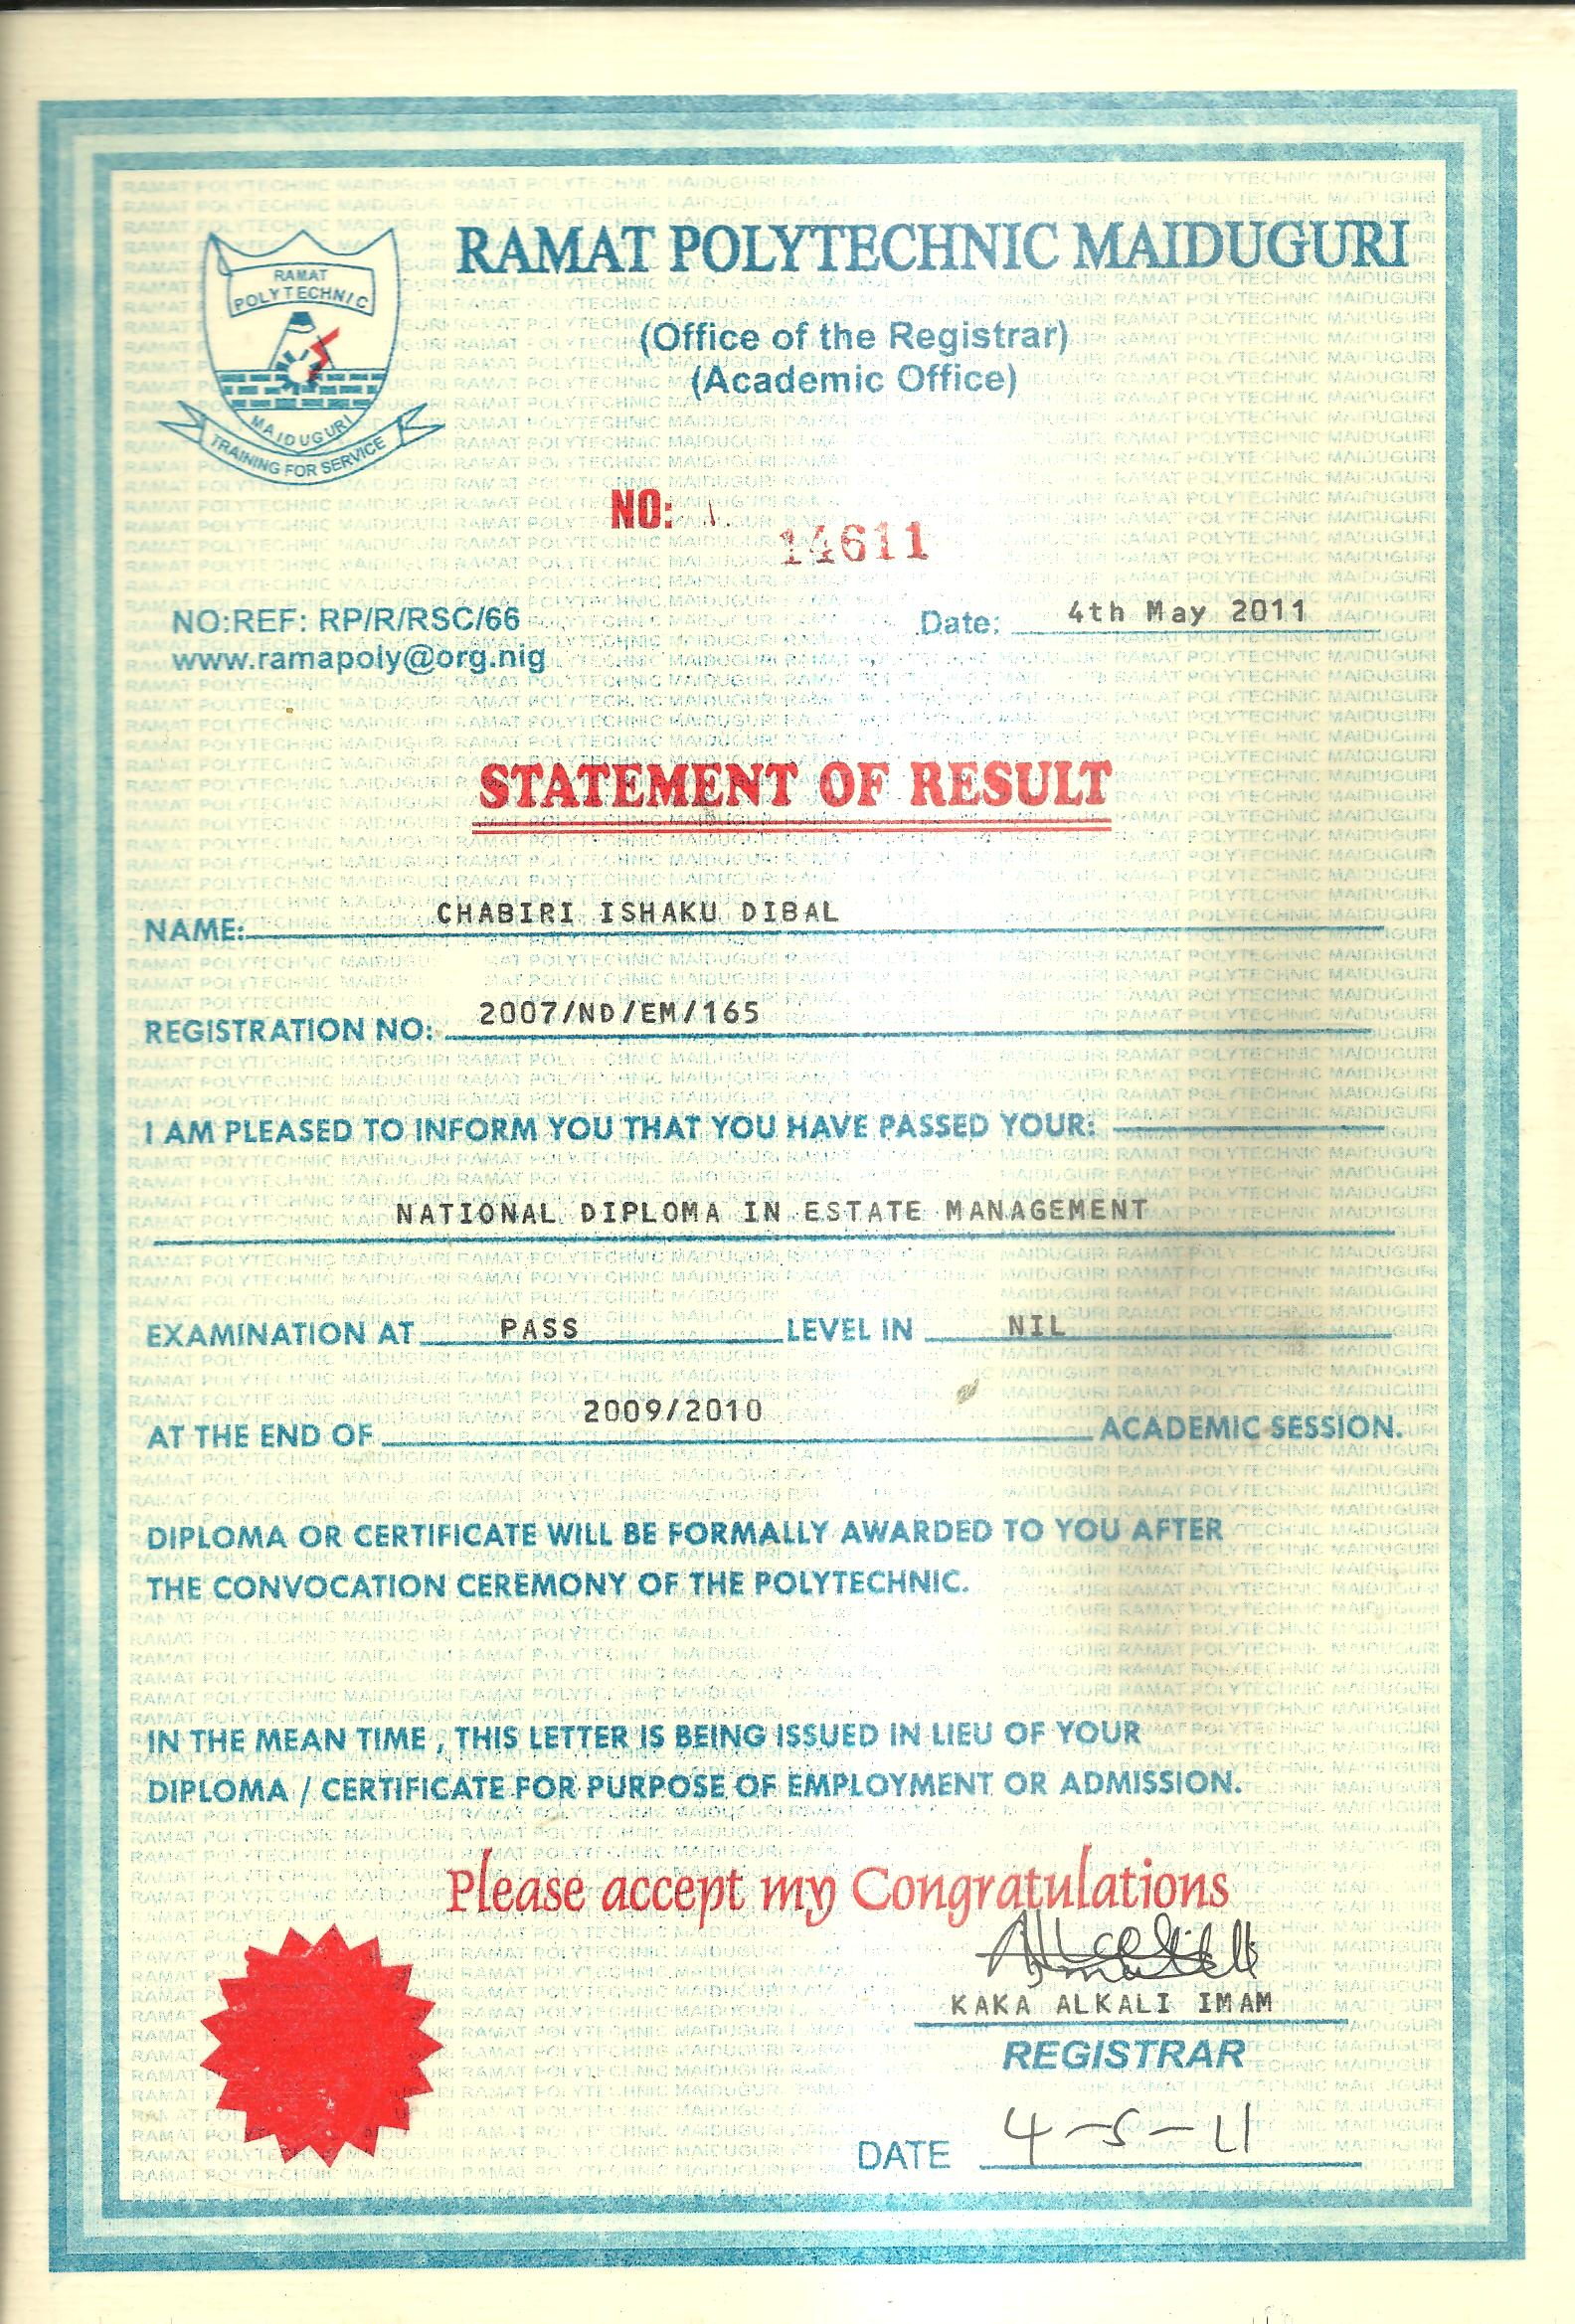 RAMAT POLYTECHNIC MAIDUGURI
RAMAT
POLYTECHNIC
MAIDUGURI
TRAINING FOR SERVICE
(Office of the Registrar)
(Academic Office)
NO:
14611
NO:REF: RP/R/RSC/66
Date: 4th May 2011
www.ramapoly@org.nig
STATEMENT OF RESULT
NAME: CHABIRI ISHAKU DIBAL
REGISTRATION NO: 2007/ND/EM/165
I AM PLEASED TO INFORM YOU THAT YOU HAVE PASSED YOUR:
NATIONAL DIPLOMA IN ESTATE MANAGEMENT
EXAMINATION AT PASS LEVEL IN NIL
AT THE END OF 2009/2010 ACADEMIC SESSION.
DIPLOMA OR CERTIFICATE WILL BE FORMALLY AWARDED TO YOU AFTER
THE CONVOCATION CEREMONY OF THE POLYTECHNIC.
IN THE MEAN TIME, THIS LETTER IS BEING ISSUED IN LIEU OF YOUR
DIPLOMA / CERTIFICATE FOR PURPOSE OF EMPLOYMENT OR ADMISSION.
Please accept my Congratulations
KAKA ALKALI IMAM
REGISTRAR
DATE 4-5-11